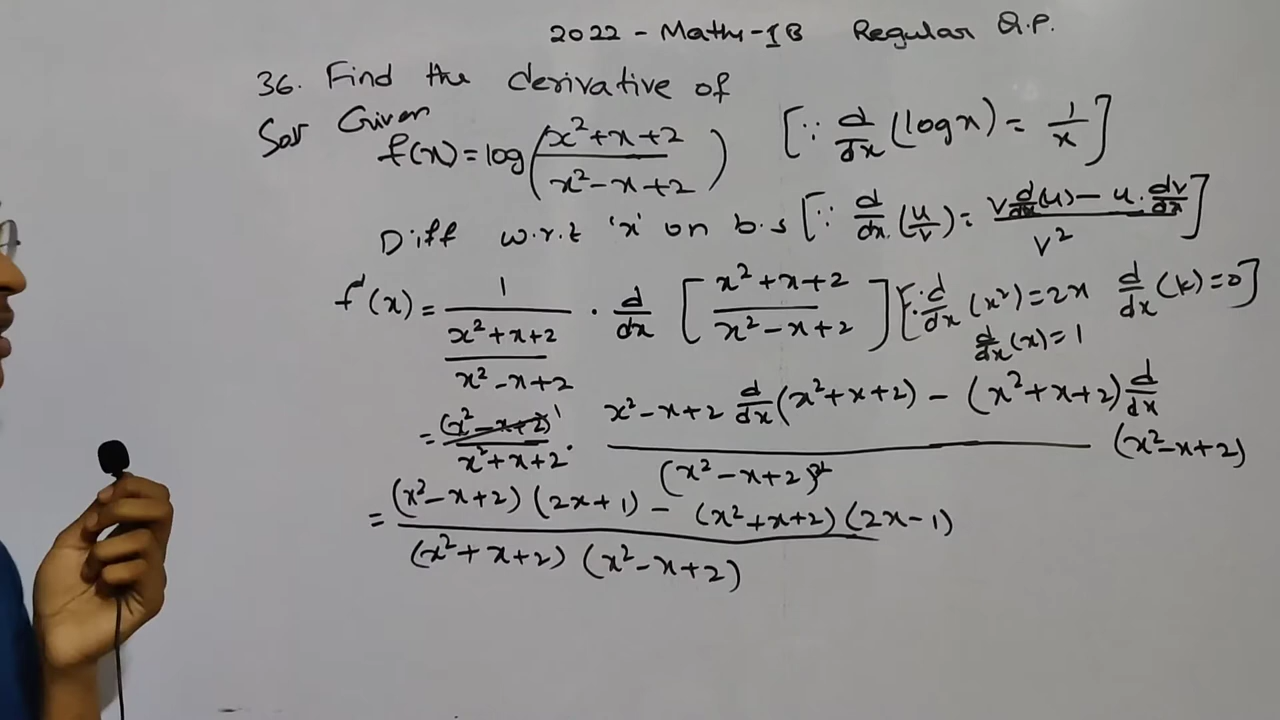 2022 - Math-1B Regular Q.P.
36. Find the derivative of
Sol Given
f(x) = log((x²+x+2)/(x²-x+2)) [∵ d/dx (log x) = 1/x]
Diff w.r.t 'x' on b.s [∵ d/dx (u/v) = (v d/dx (u) - u. dv/dx)/v²]
f'(x) = 1/((x²+x+2)/(x²-x+2)) . d/dx [(x²+x+2)/(x²-x+2)] [∵ d/dx (x²) = 2x d/dx (k) = 0]
d/dx (x) = 1
= (x²-x+2)¹/(x²+x+2) . (x²-x+2 d/dx (x²+x+2) - (x²+x+2) d/dx (x²-x+2))/(x²-x+2)²
= ((x²-x+2) (2x+1) - (x²+x+2) (2x-1))/((x²+x+2) (x²-x+2))